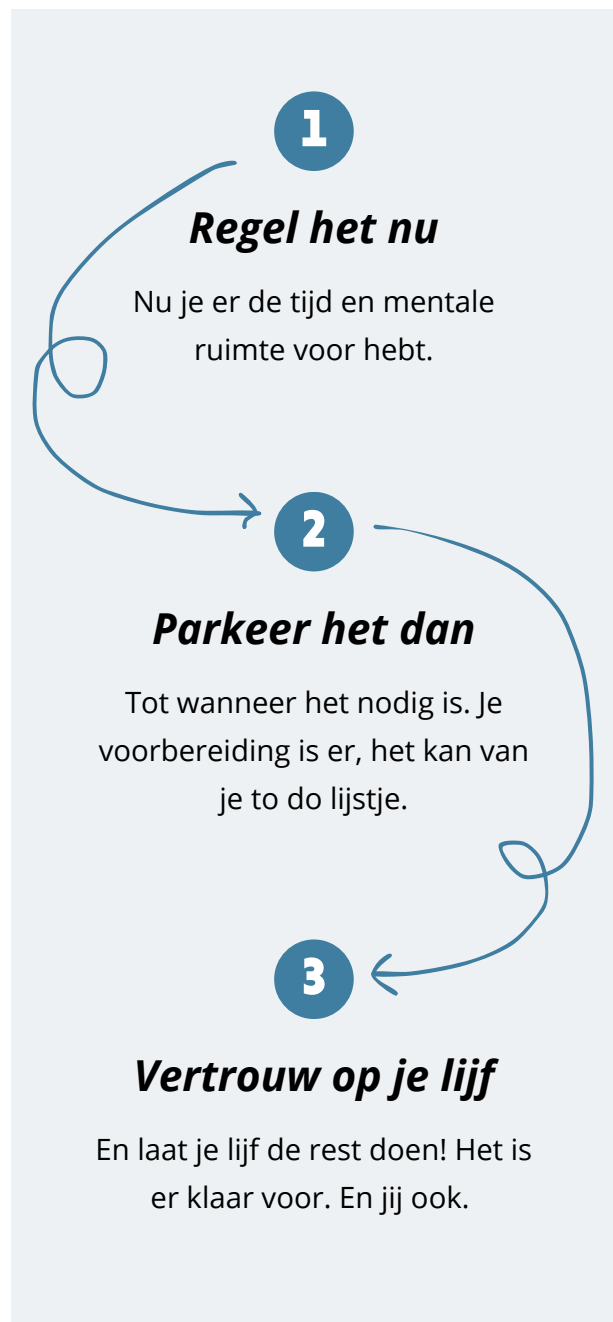 1
Regel het nu
Nu je er de tijd en mentale
ruimte voor hebt.
2
Parkeer het dan
Tot wanneer het nodig is. Je
voorbereiding is er, het kan van
je to do lijstje.
3
Vertrouw op je lijf
En laat je lijf de rest doen! Het is
er klaar voor. En jij ook.